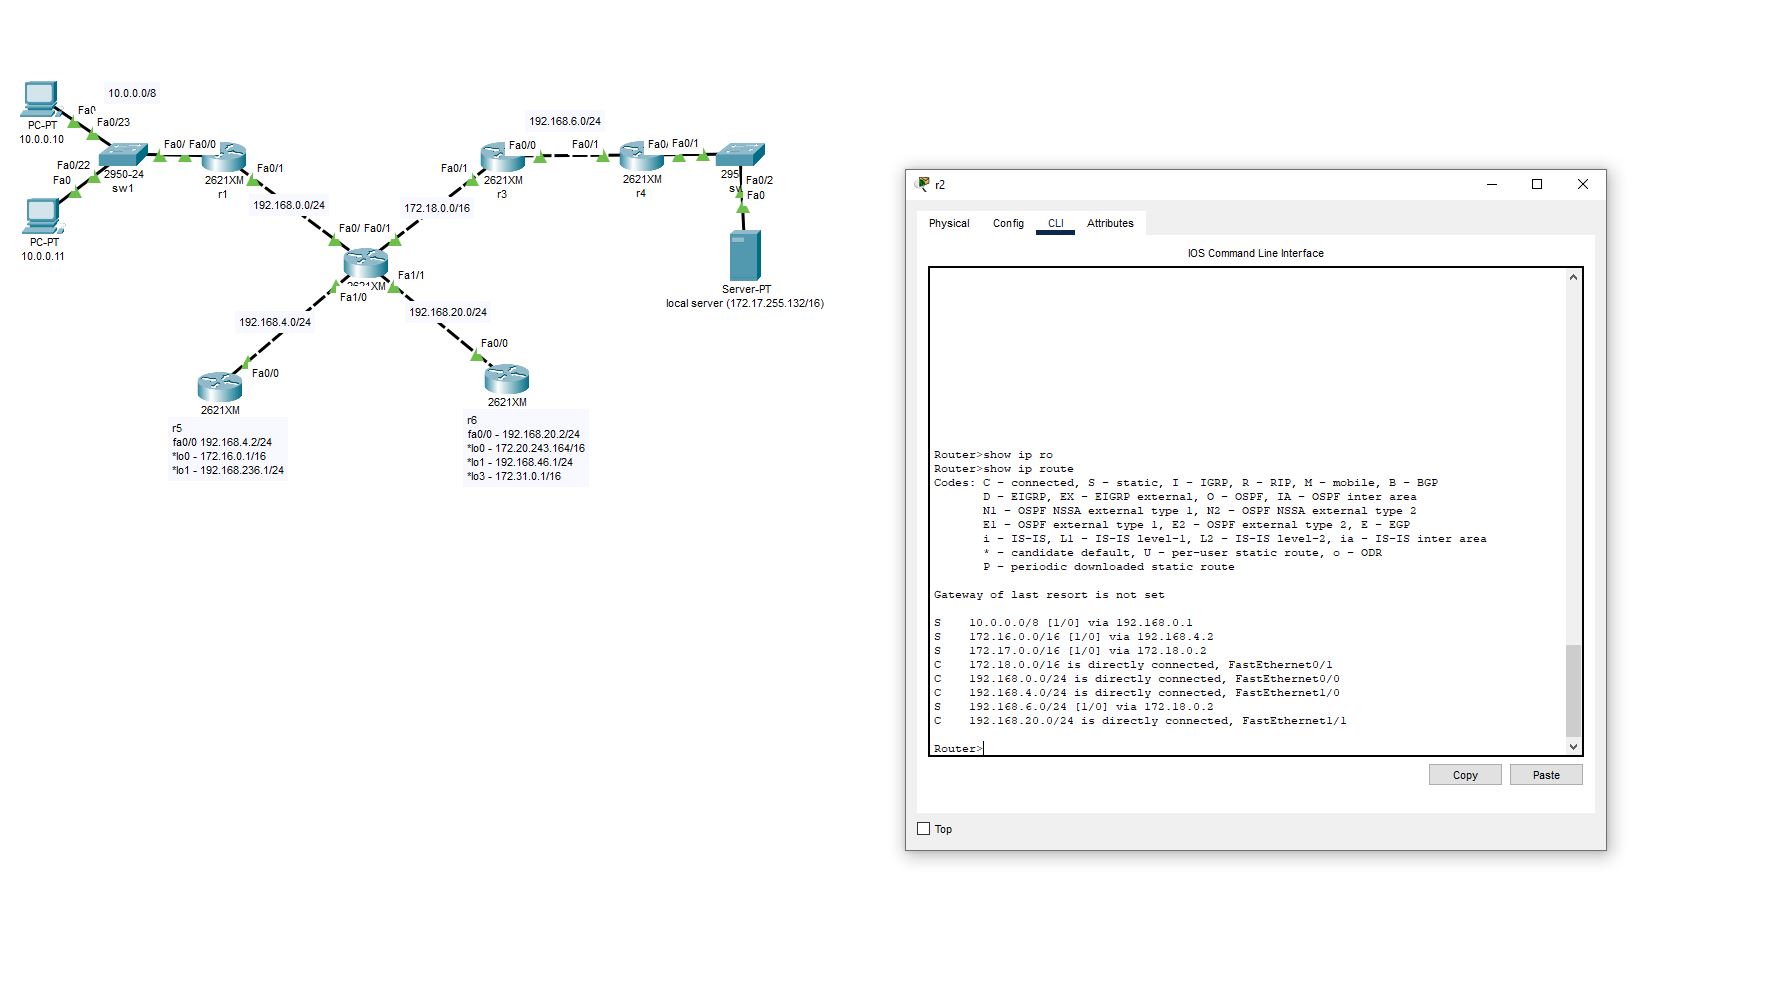 10.0.0.0/8
Fa0
Fa0/23
PC-PT
10.0.0.10
Fa0/ Fa0/0
Fa0/22
Fa0
2950-24
sw1
2621XM
r1
Fa0/1
PC-PT
10.0.0.11
192.168.0.0/24
192.168.6.0/24
Fa0/0
Fa0/1
Fa0/ Fa0/1
Fa0/1
2621XM
r3
2621XM
r4
295
sv
Fa0/2
Fa0
172.18.0.0/16
Fa0/ Fa0/1
Fa1/1
2621XM
Fa1/0
Server-PT
local server (172.17.255.132/16)
192.168.4.0/24
192.168.20.0/24
Fa0/0
Fa0/0
2621XM
2621XM
r5
fa0/0 192.168.4.2/24
*lo0 - 172.16.0.1/16
*lo1 - 192.168.236.1/24
r6
fa0/0 - 192.168.20.2/24
*lo0 - 172.20.243.164/16
*lo1 - 192.168.46.1/24
*lo3 - 172.31.0.1/16
r2
Physical Config CLI Attributes
IOS Command Line Interface
Router>show ip ro
Router>show ip route
Codes: C - connected, S - static, I - IGRP, R - RIP, M - mobile, B - BGP
D - EIGRP, EX - EIGRP external, O - OSPF, IA - OSPF inter area
N1 - OSPF NSSA external type 1, N2 - OSPF NSSA external type 2
E1 - OSPF external type 1, E2 - OSPF external type 2, E - EGP
i - IS-IS, L1 - IS-IS level-1, L2 - IS-IS level-2, ia - IS-IS inter area
* - candidate default, U - per-user static route, o - ODR
P - periodic downloaded static route
Gateway of last resort is not set
S 10.0.0.0/8 [1/0] via 192.168.0.1
S 172.16.0.0/16 [1/0] via 192.168.4.2
S 172.17.0.0/16 [1/0] via 172.18.0.2
C 172.18.0.0/16 is directly connected, FastEthernet0/1
C 192.168.0.0/24 is directly connected, FastEthernet0/0
C 192.168.4.0/24 is directly connected, FastEthernet1/0
S 192.168.6.0/24 [1/0] via 172.18.0.2
C 192.168.20.0/24 is directly connected, FastEthernet1/1
Router>
Copy Paste
Top